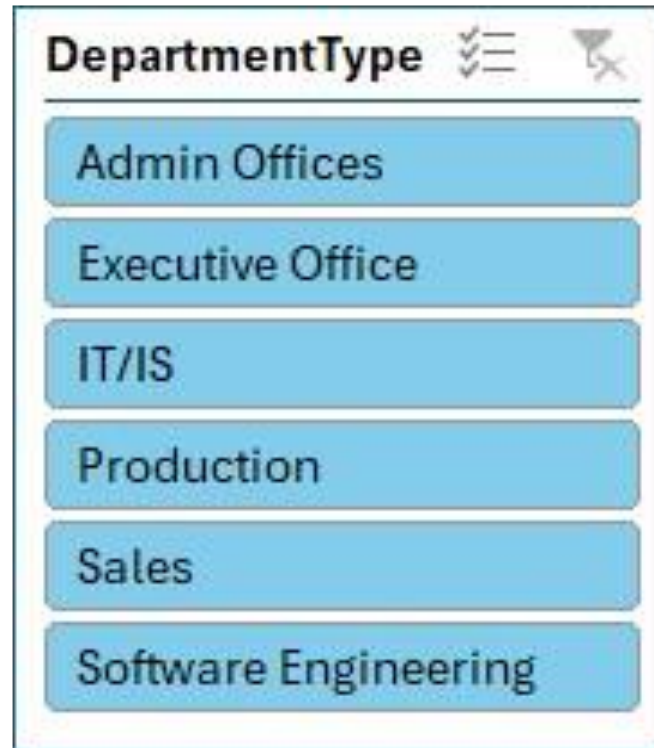 DepartmentType
Admin Offices
Executive Office
IT/IS
Production
Sales
Software Engineering